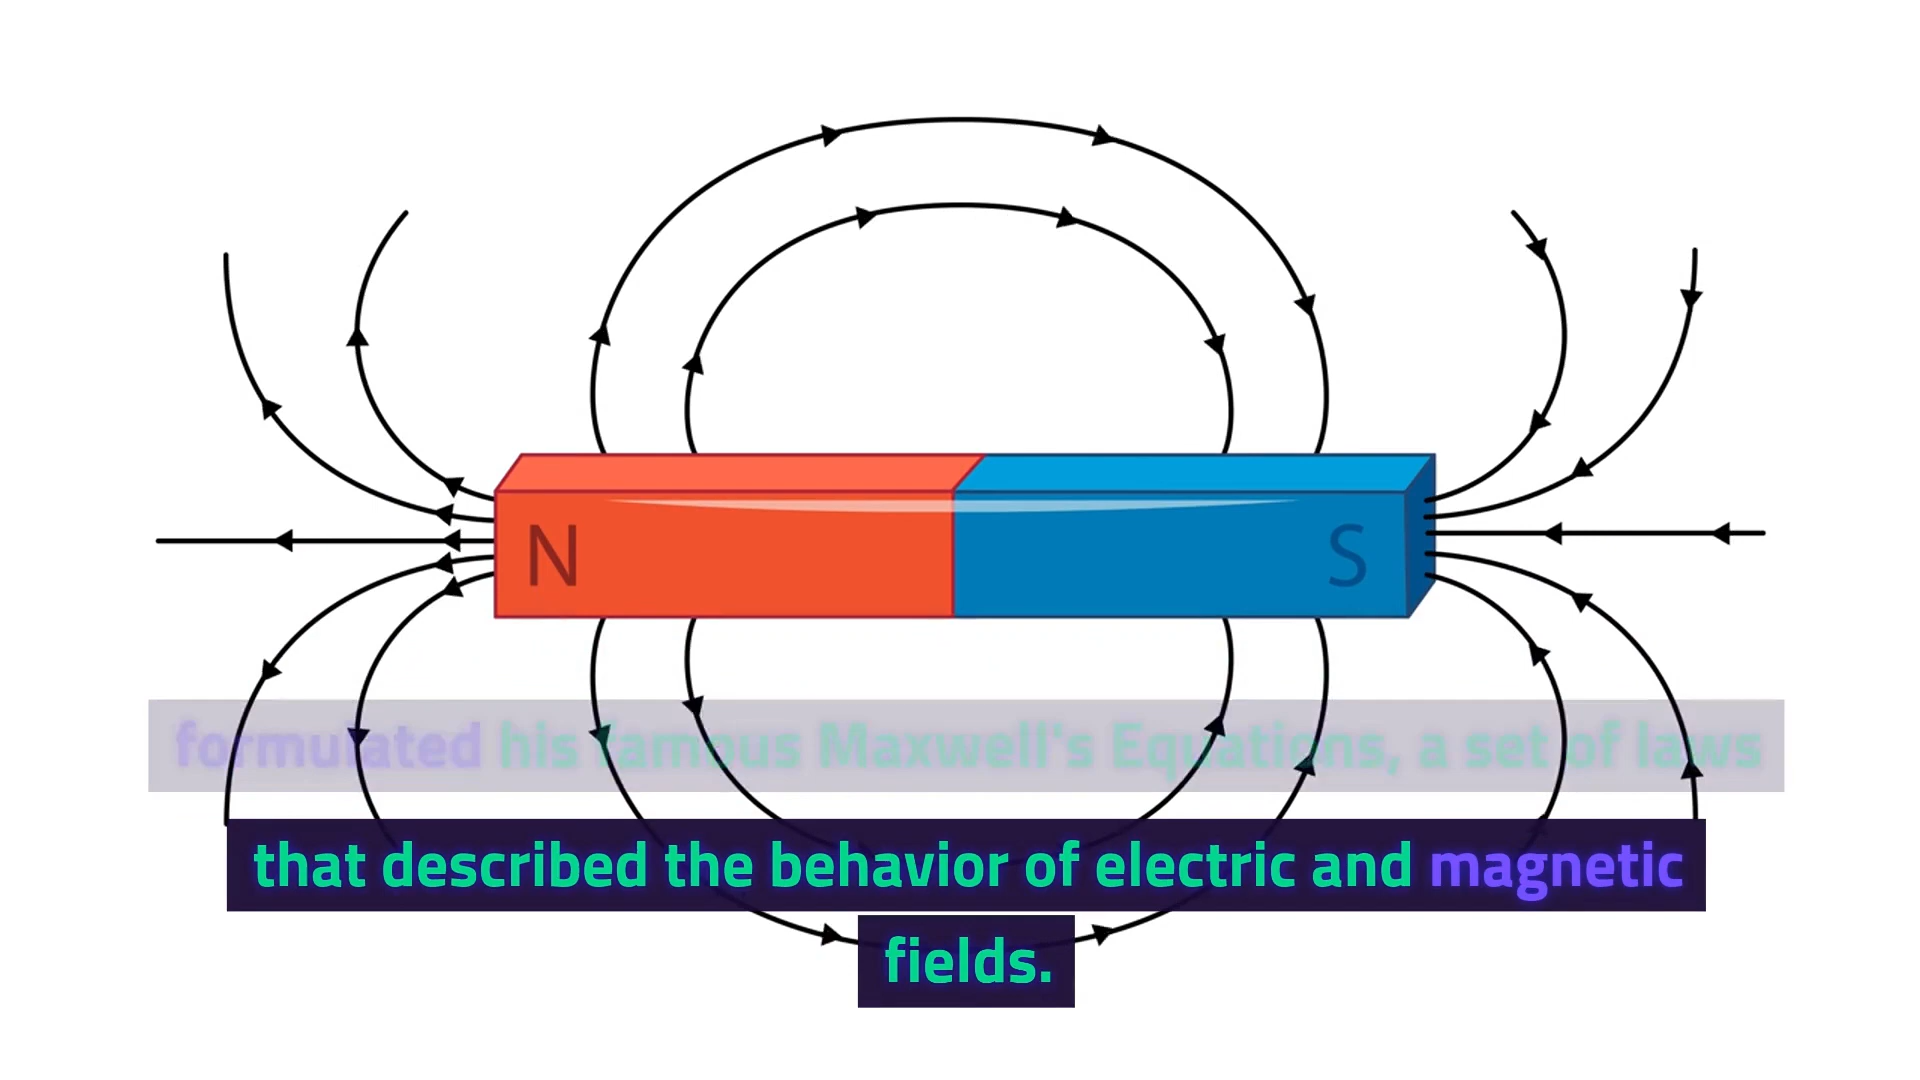 N
S
formulated his famous Maxwell's Equations, a set of laws
that described the behavior of electric and magnetic
fields.